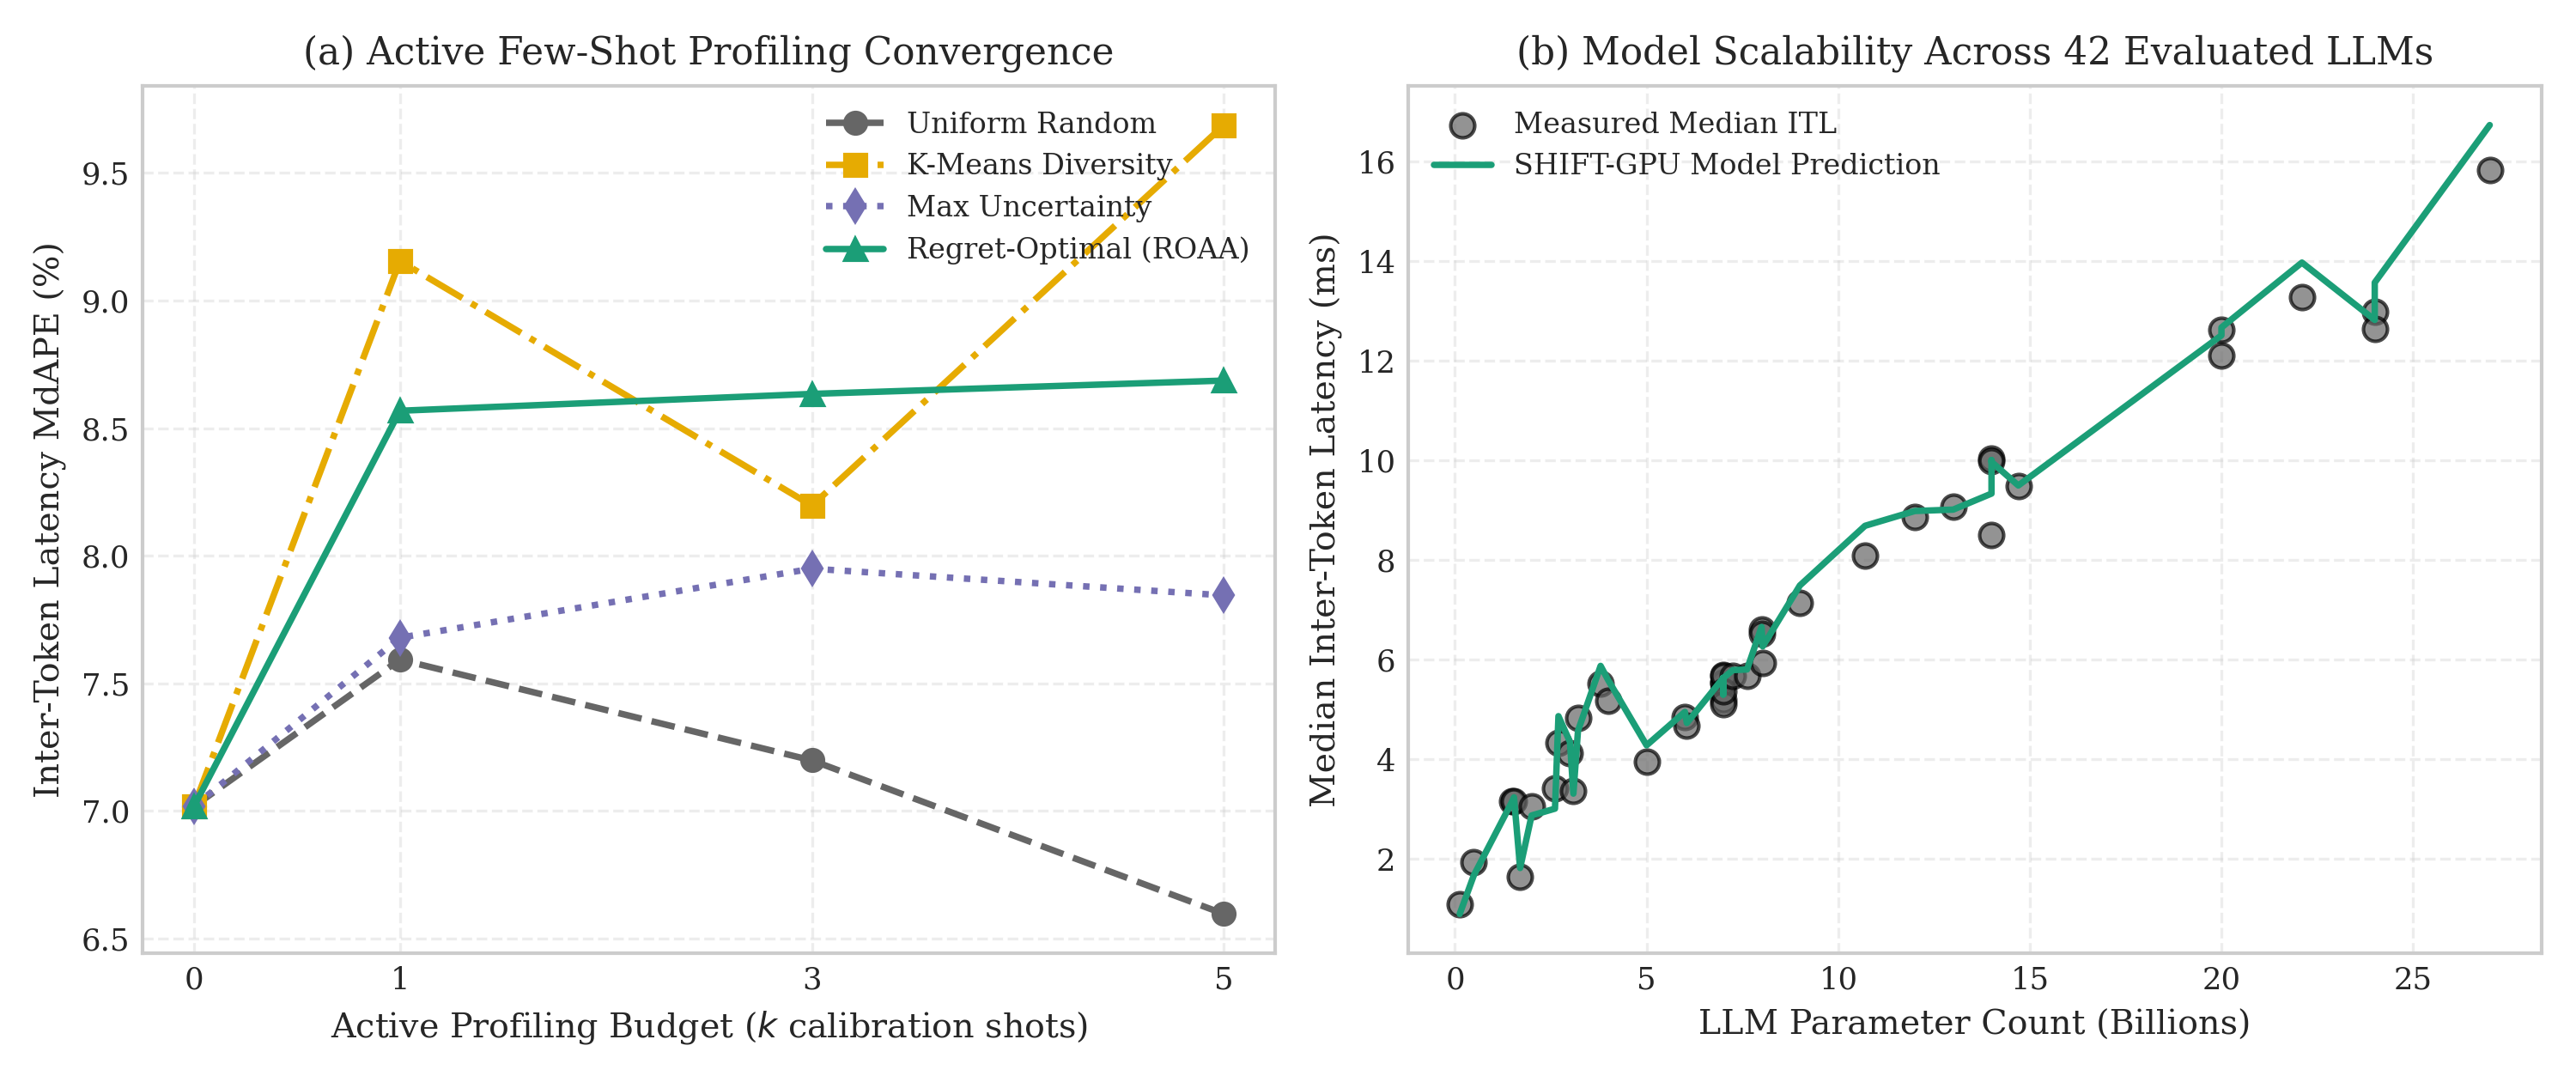 (a) Active Few-Shot Profiling Convergence
Inter-Token Latency MdAPE (%)
9.5
9.0
8.5
8.0
7.5
7.0
6.5
Uniform Random
K-Means Diversity
Max Uncertainty
Regret-Optimal (ROAA)
0
1
3
5
Active Profiling Budget (k calibration shots)
(b) Model Scalability Across 42 Evaluated LLMs
Median Inter-Token Latency (ms)
16
14
12
10
8
6
4
2
Measured Median ITL
SHIFT-GPU Model Prediction
0
5
10
15
20
25
LLM Parameter Count (Billions)